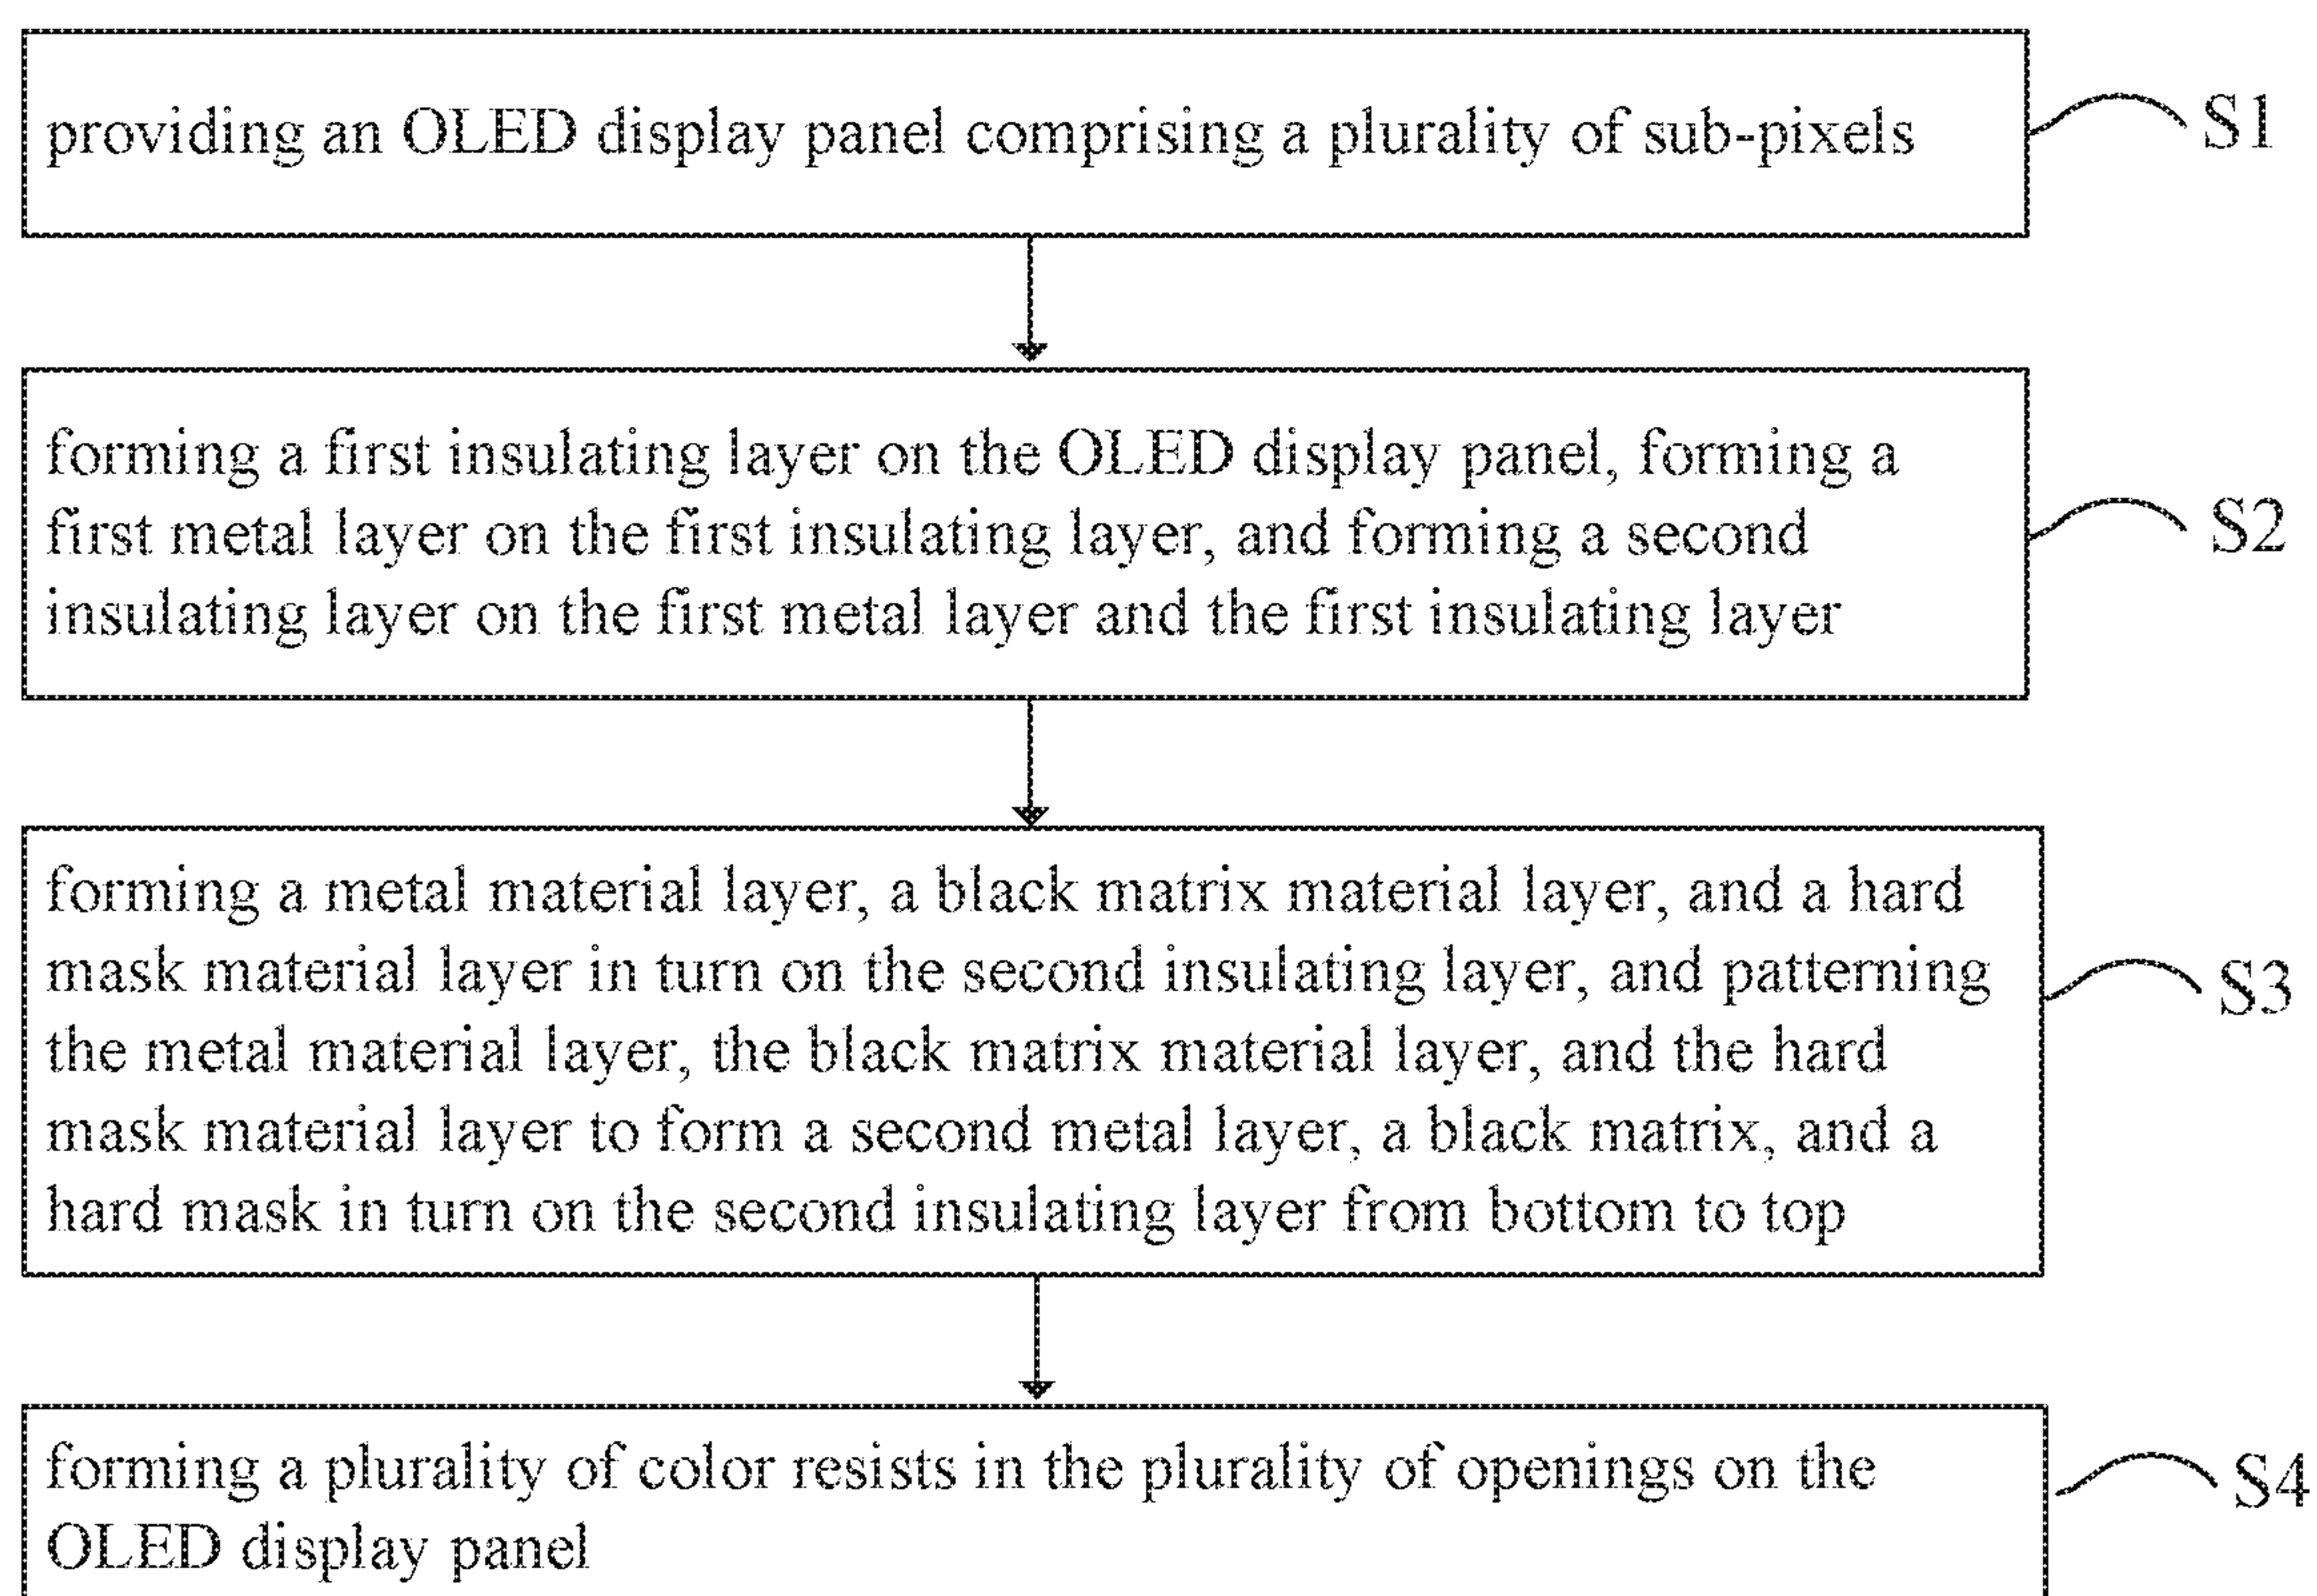 providing an OLED display panel comprising a plurality of sub-pixels
S1
forming a first insulating layer on the OLED display panel, forming a
first metal layer on the first insulating layer, and forming a second
insulating layer on the first metal layer and the first insulating layer
S2
forming a metal material layer, a black matrix material layer, and a hard
mask material layer in turn on the second insulating layer, and patterning
the metal material layer, the black matrix material layer, and the hard
mask material layer to form a second metal layer, a black matrix, and a
hard mask in turn on the second insulating layer from bottom to top
S3
forming a plurality of color resists in the plurality of openings on the
OLED display panel
S4